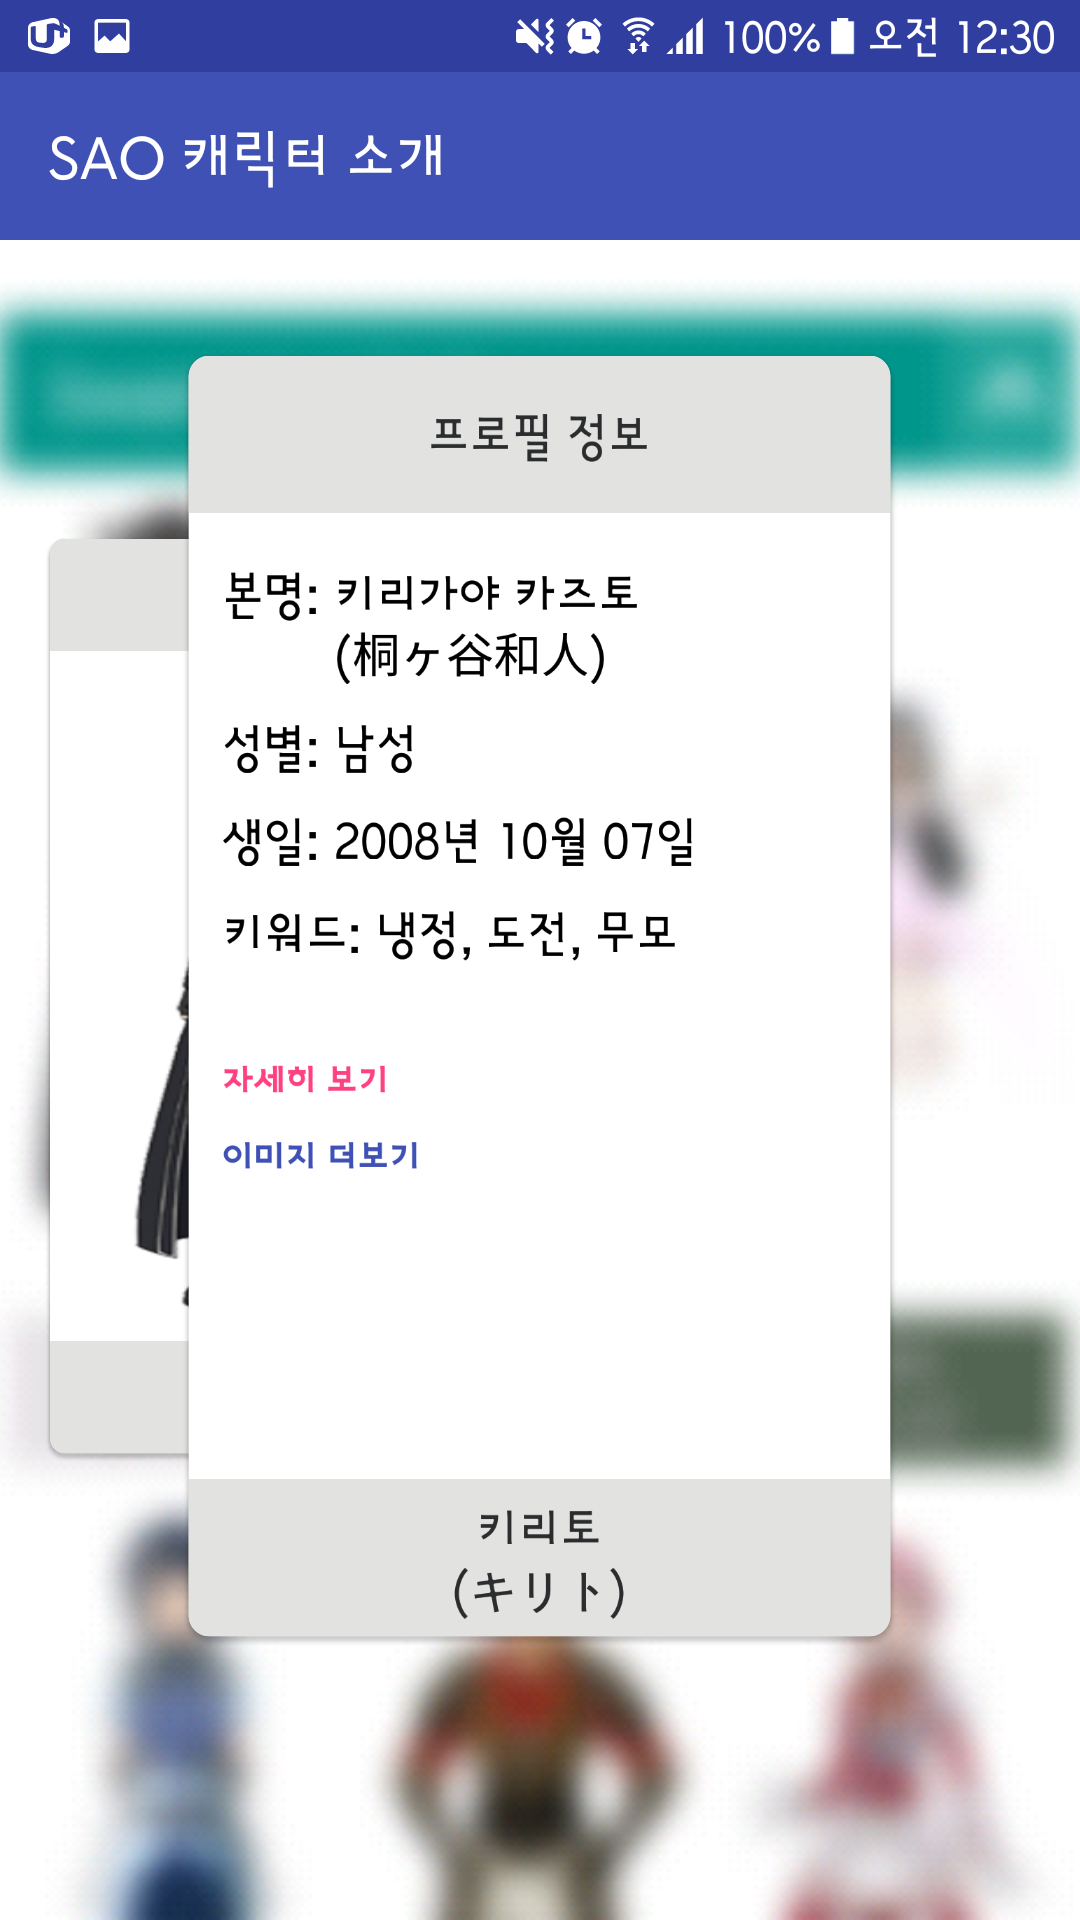 U+ 100% 오전 12:30
SAO 캐릭터 소개
프로필 정보
본명: 키리가야 카즈토
(桐ヶ谷和人)
성별: 남성
생일: 2008년 10월 07일
키워드: 냉정, 도전, 무모
자세히 보기
이미지 더보기
키리토
(キリト)